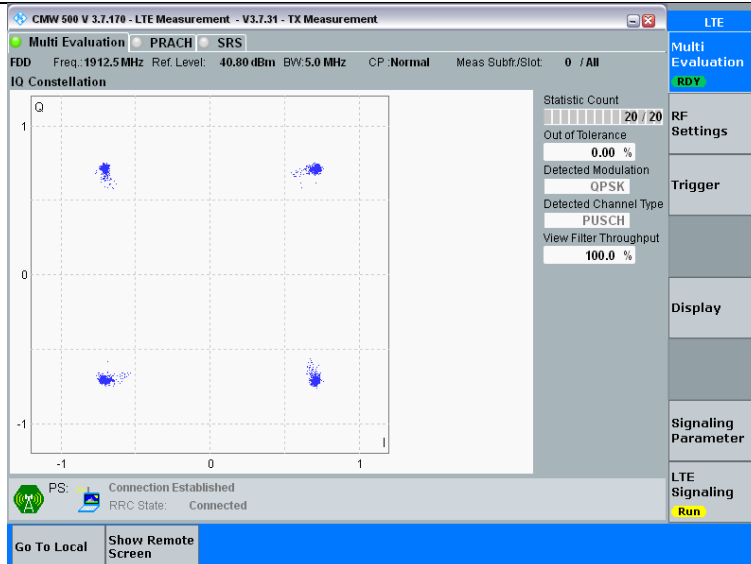 CMW 500 V 3.7.170 - LTE Measurement - V3.7.31 - TX Measurement
LTE
Multi Evaluation PRACH SRS
FDD Freq.: 1912.5 MHz Ref. Level: 40.80 dBm BW: 5.0 MHz CP : Normal Meas Subfr./Slot: 0 / All
IQ Constellation
Q
1
0
-1
-1 0 1
I
Statistic Count
20 / 20
Out of Tolerance
0.00 %
Detected Modulation
QPSK
Detected Channel Type
PUSCH
View Filter Throughput
100.0 %
Multi
Evaluation
RDY
RF
Settings
Trigger
Display
Signaling
Parameter
LTE
Signaling
Run
PS: Connection Established
RRC State: Connected
Go To Local
Show Remote
Screen